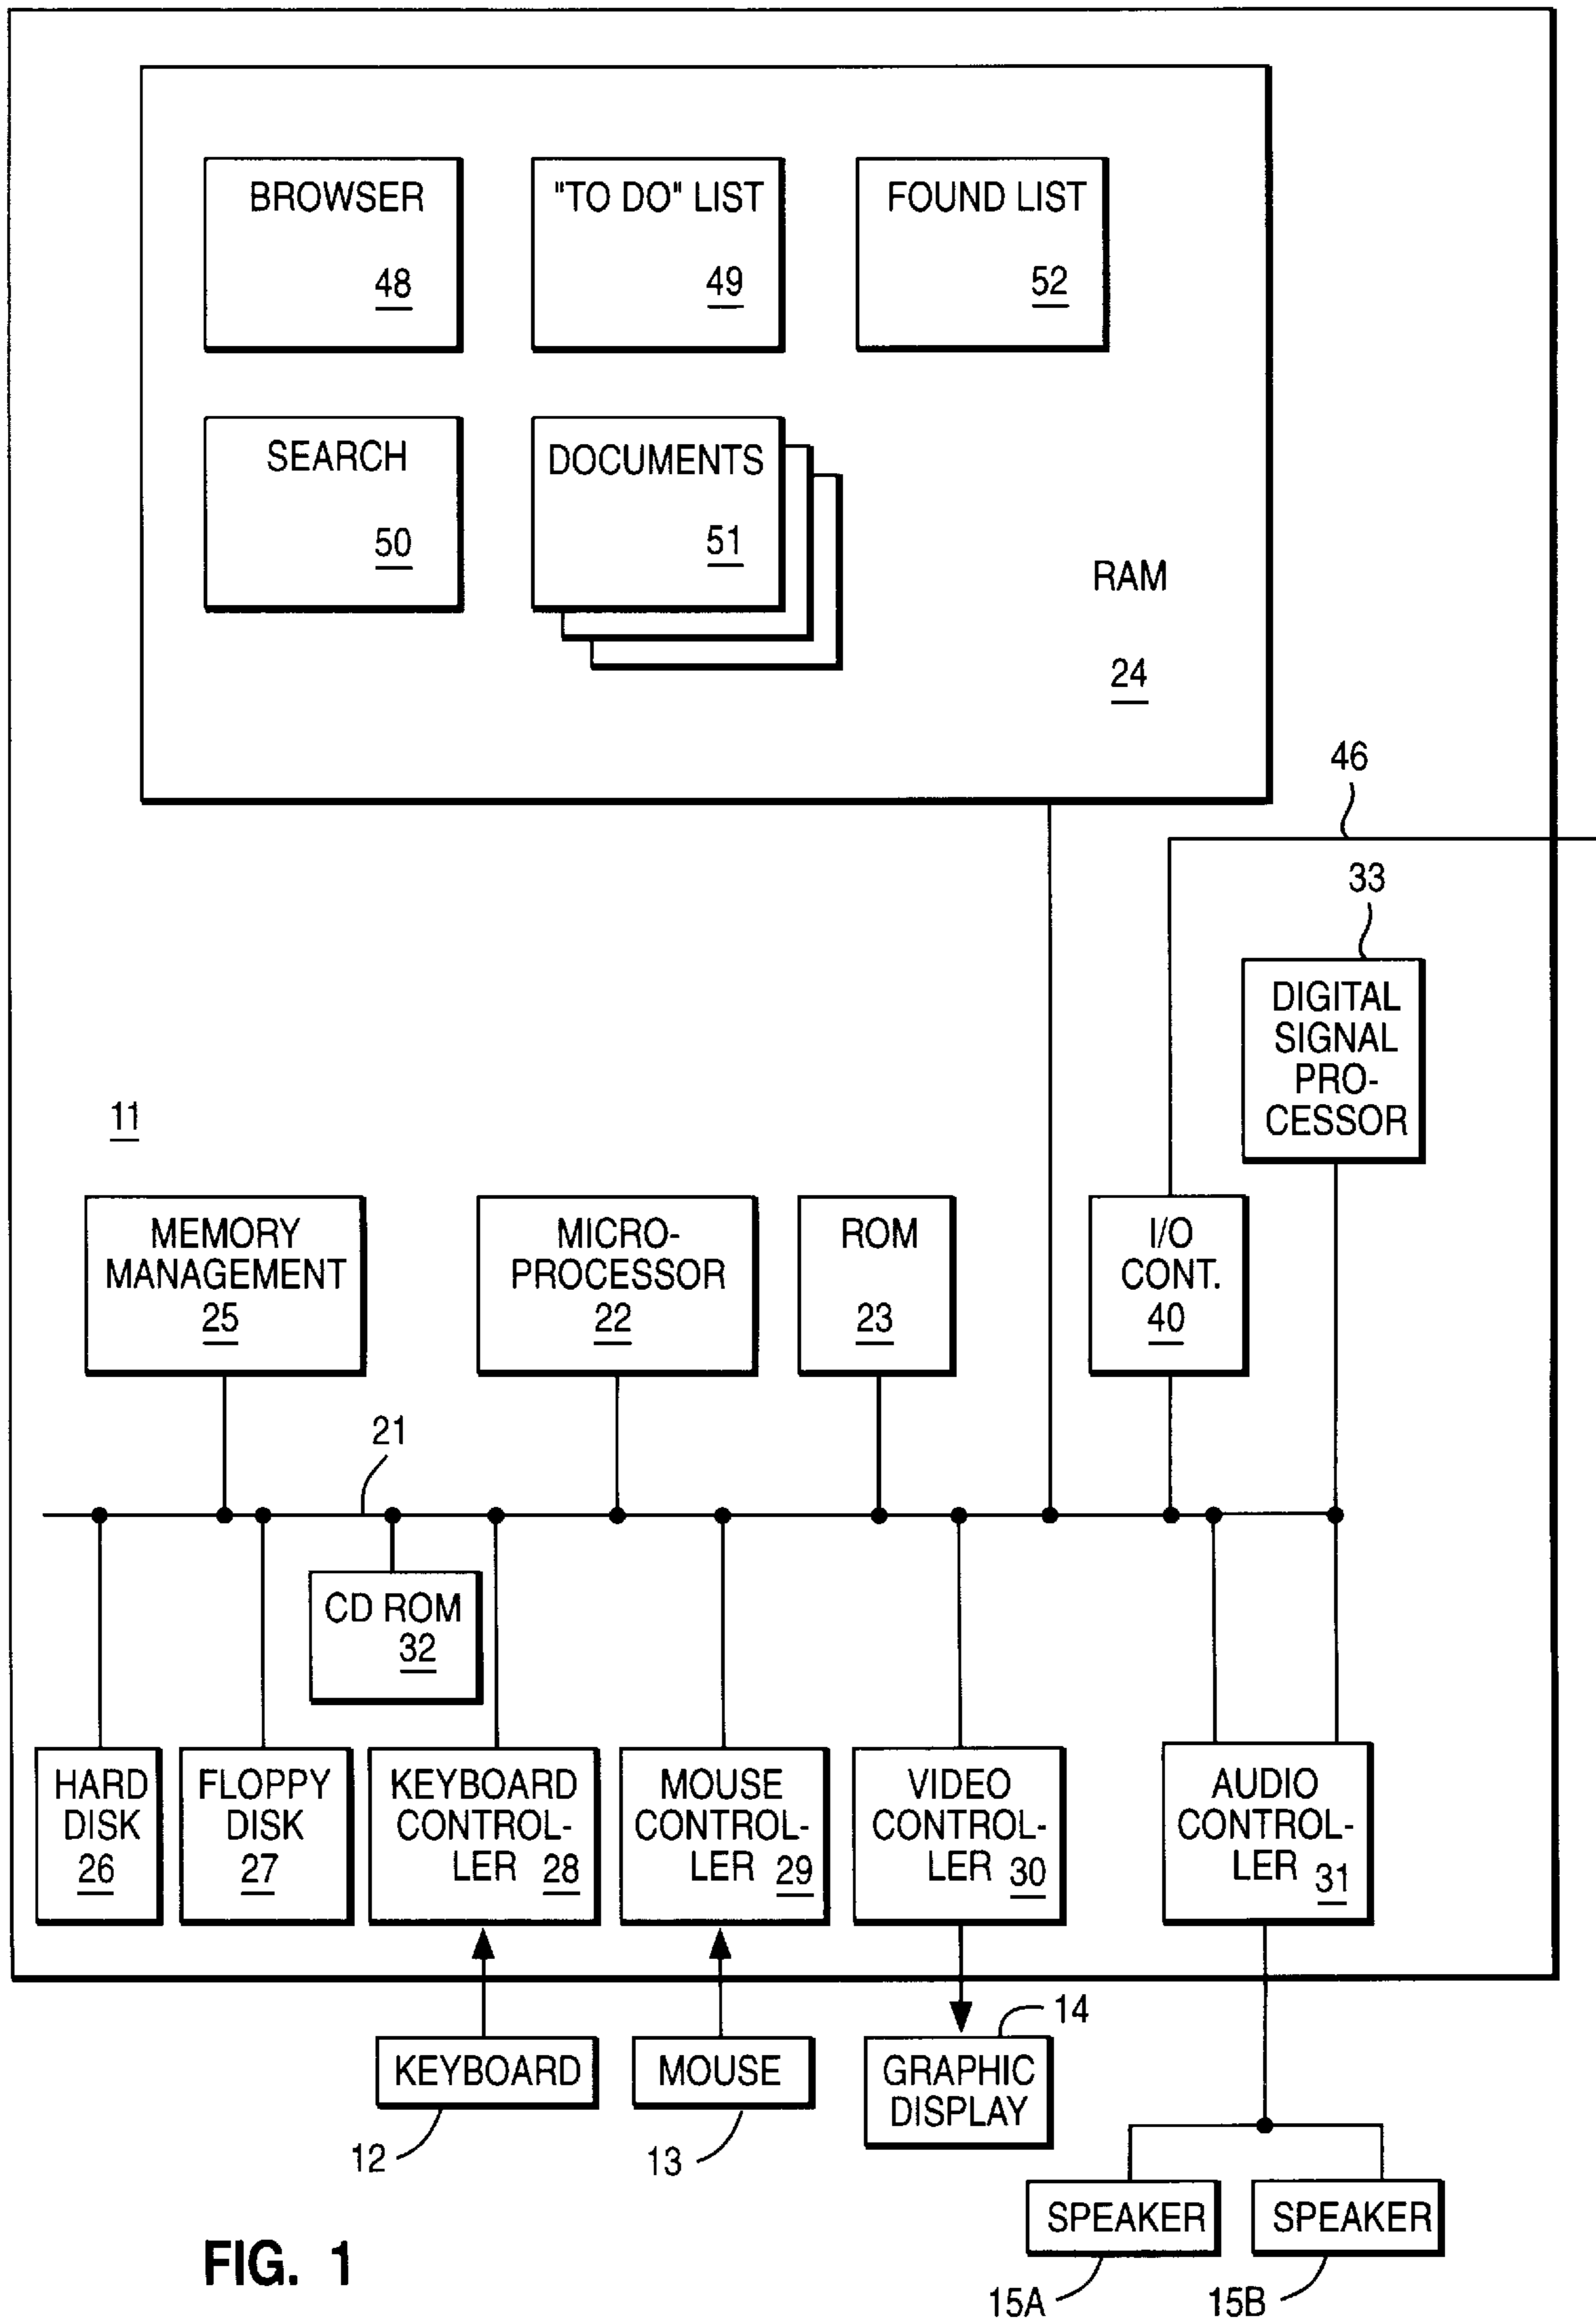 BROWSER
48
"TO DO" LIST
49
FOUND LIST
52
SEARCH
50
DOCUMENTS
51
RAM
24
46
33
DIGITAL
SIGNAL
PRO-
CESSOR
11
MEMORY
MANAGEMENT
25
MICRO-
PROCESSOR
22
ROM
23
I/O
CONT.
40
21
CD ROM
32
HARD
DISK
26
FLOPPY
DISK
27
KEYBOARD
CONTROL-
LER 28
MOUSE
CONTROL-
LER 29
VIDEO
CONTROL-
LER 30
AUDIO
CONTROL-
LER 31
KEYBOARD
12
MOUSE
13
14
GRAPHIC
DISPLAY
SPEAKER
15A
SPEAKER
15B
FIG. 1